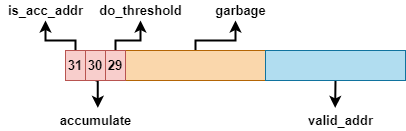 is_acc_addr do_threshold garbage
31 30 29
accumulate valid_addr